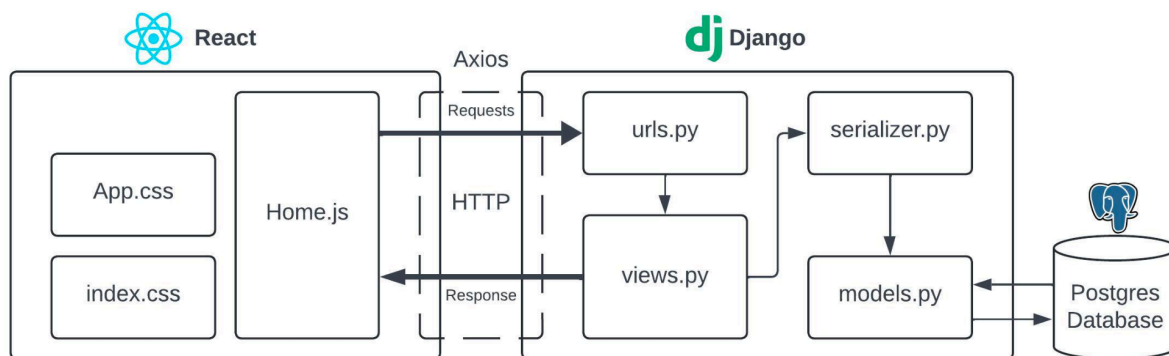 React
Django
Axios
Requests
urls.py
serializer.py
App.css
Home.js
HTTP
index.css
views.py
models.py
Response
Postgres
Database
dj